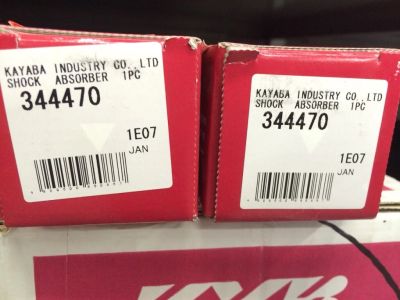 KAYABA INDUSTRY CO.,LTD
SHOCK ABSORBER 1PC
344470
1E07
JAN
KAYABA INDUSTRY CO.,LTD
SHOCK ABSORBER 1PC
344470
1E07
JAN
KYB